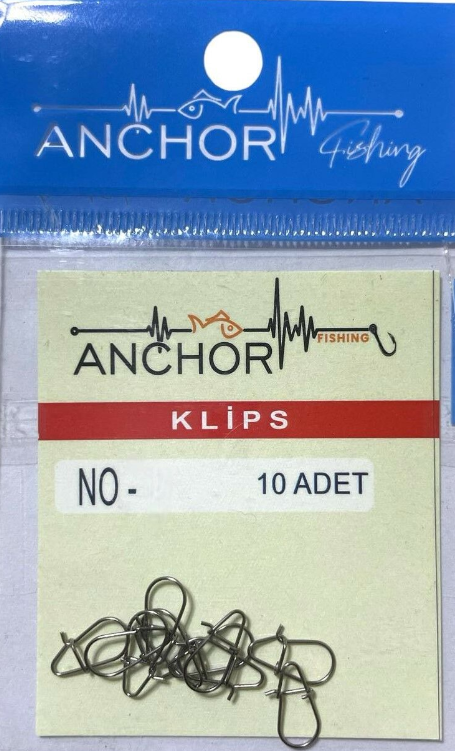 ANCHOR Fishing
ANCHOR FISHING
KLİPS
NO - 10 ADET